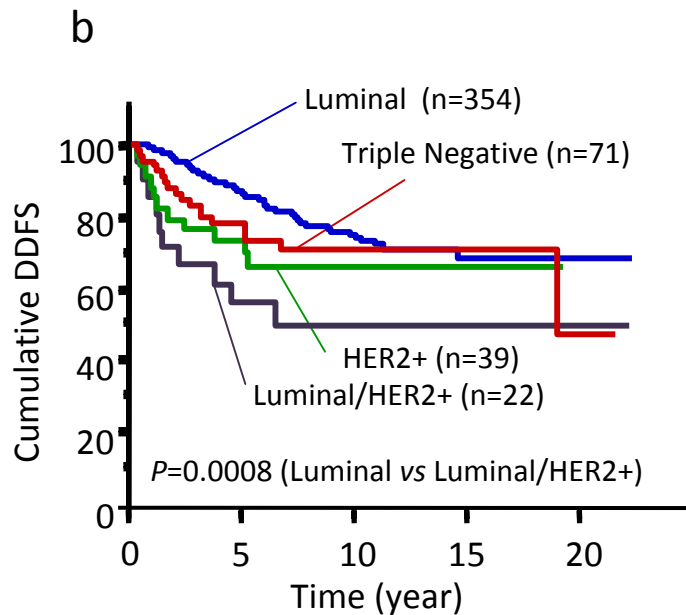 b
Luminal (n=354)
Triple Negative (n=71)
HER2+ (n=39)
Luminal/HER2+ (n=22)
P=0.0008 (Luminal vs Luminal/HER2+)
Cumulative DDFS
100
80
60
40
20
0
0 5 10 15 20
Time (year)